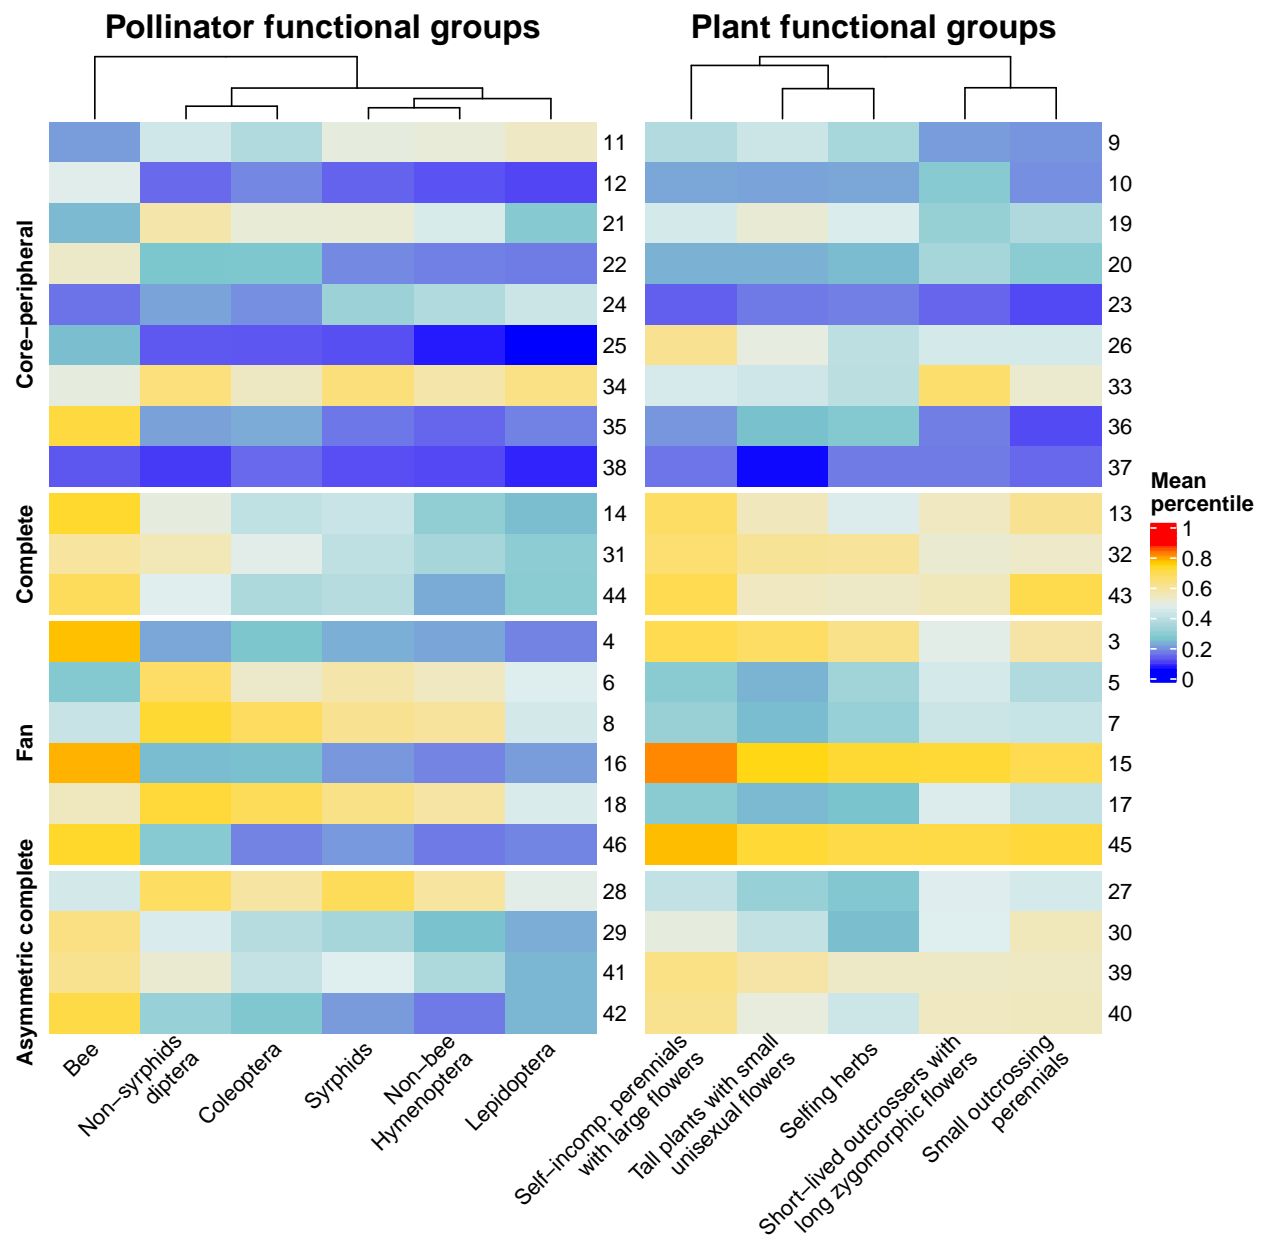 Pollinator functional groups
Plant functional groups
Core−peripheral
11
12
21
22
24
25
34
35
38
9
10
19
20
23
26
33
36
37
Complete
14
31
44
13
32
43
Fan
4
6
8
16
18
46
3
5
7
15
17
45
Asymmetric complete
28
29
41
42
27
30
39
40
Mean
percentile
1
0.8
0.6
0.4
0.2
0
Bee
Non−syrphids
diptera
Coleoptera
Syrphids
Non−bee
Hymenoptera
Lepidoptera
Self−incomp. perennials
with large flowers
Tall plants with small
unisexual flowers
Selfing herbs
Short−lived outcrossers with
long zygomorphic flowers
Small outcrossing
perennials